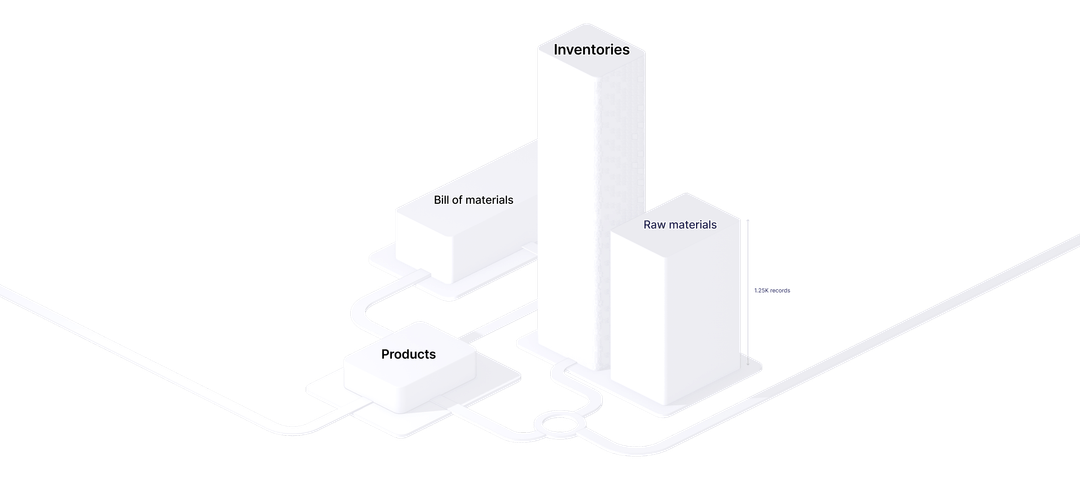 Inventories
Bill of materials
Raw materials
1.25K records
Products